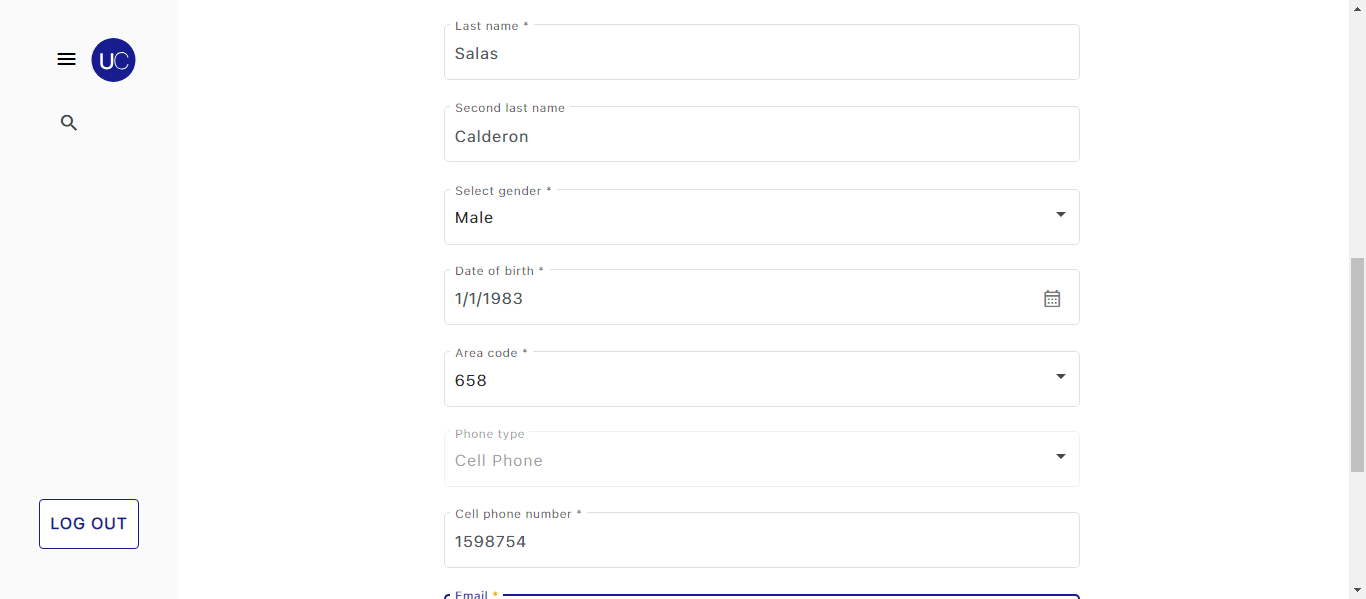 UC
Last name *
Salas
Second last name
Calderon
Select gender *
Male
Date of birth *
1/1/1983
Area code *
658
Phone type
Cell Phone
Cell phone number *
1598754
LOG OUT
Email *